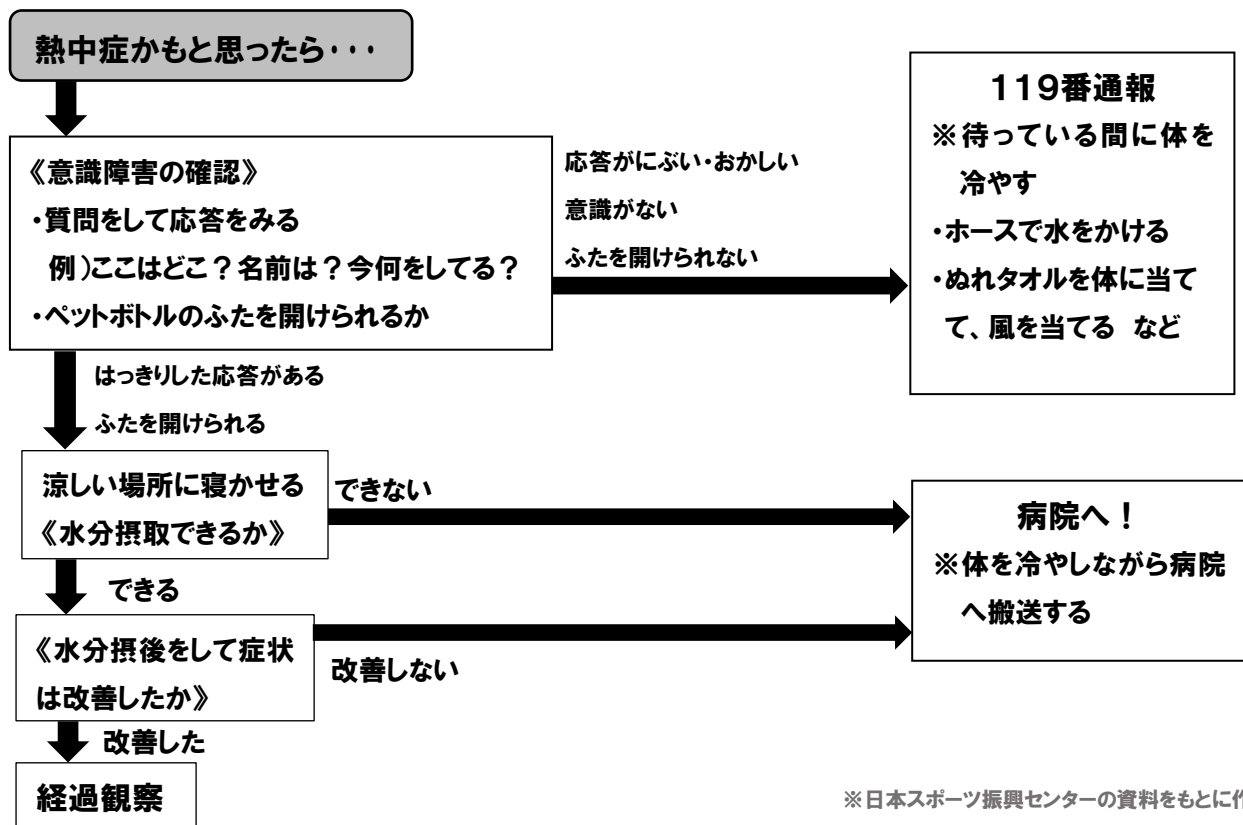 熱中症かもと思ったら・・・
《意識障害の確認》
・質問をして応答をみる
例)ここはどこ?名前は?今何をしてる?
・ペットボトルのふたを開けられるか
応答がにぶい・おかしい
意識がない
ふたを開けられない
119番通報
※待っている間に体を
冷やす
・ホースで水をかける
・ぬれタオルを体に当て
て、風を当てる など
はっきりした応答がある
ふたを開けられる
涼しい場所に寝かせる
《水分摂取できるか》
できない
病院へ!
※体を冷やしながら病院
へ搬送する
できる
《水分摂後をして症状
は改善したか》
改善しない
改善した
経過観察
※日本スポーツ振興センターの資料をもとに作